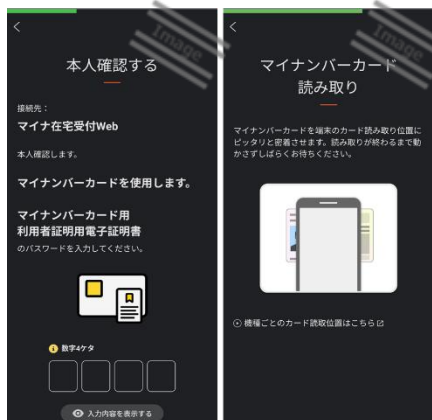 Image
本人確認する
接続先：
マイナ在宅受付Web
本人確認します。
マイナンバーカードを使用します。
マイナンバーカード用
利用者証明用電子証明書
のパスワードを入力してください。
数字4ケタ
入力内容を表示する
Image
マイナンバーカード
読み取り
マイナンバーカードを端末のカード読み取り位置に
ピッタリと密着させます。読み取りが終わるまで動
かさずしばらくお待ちください。
機種ごとのカード読取位置はこちら